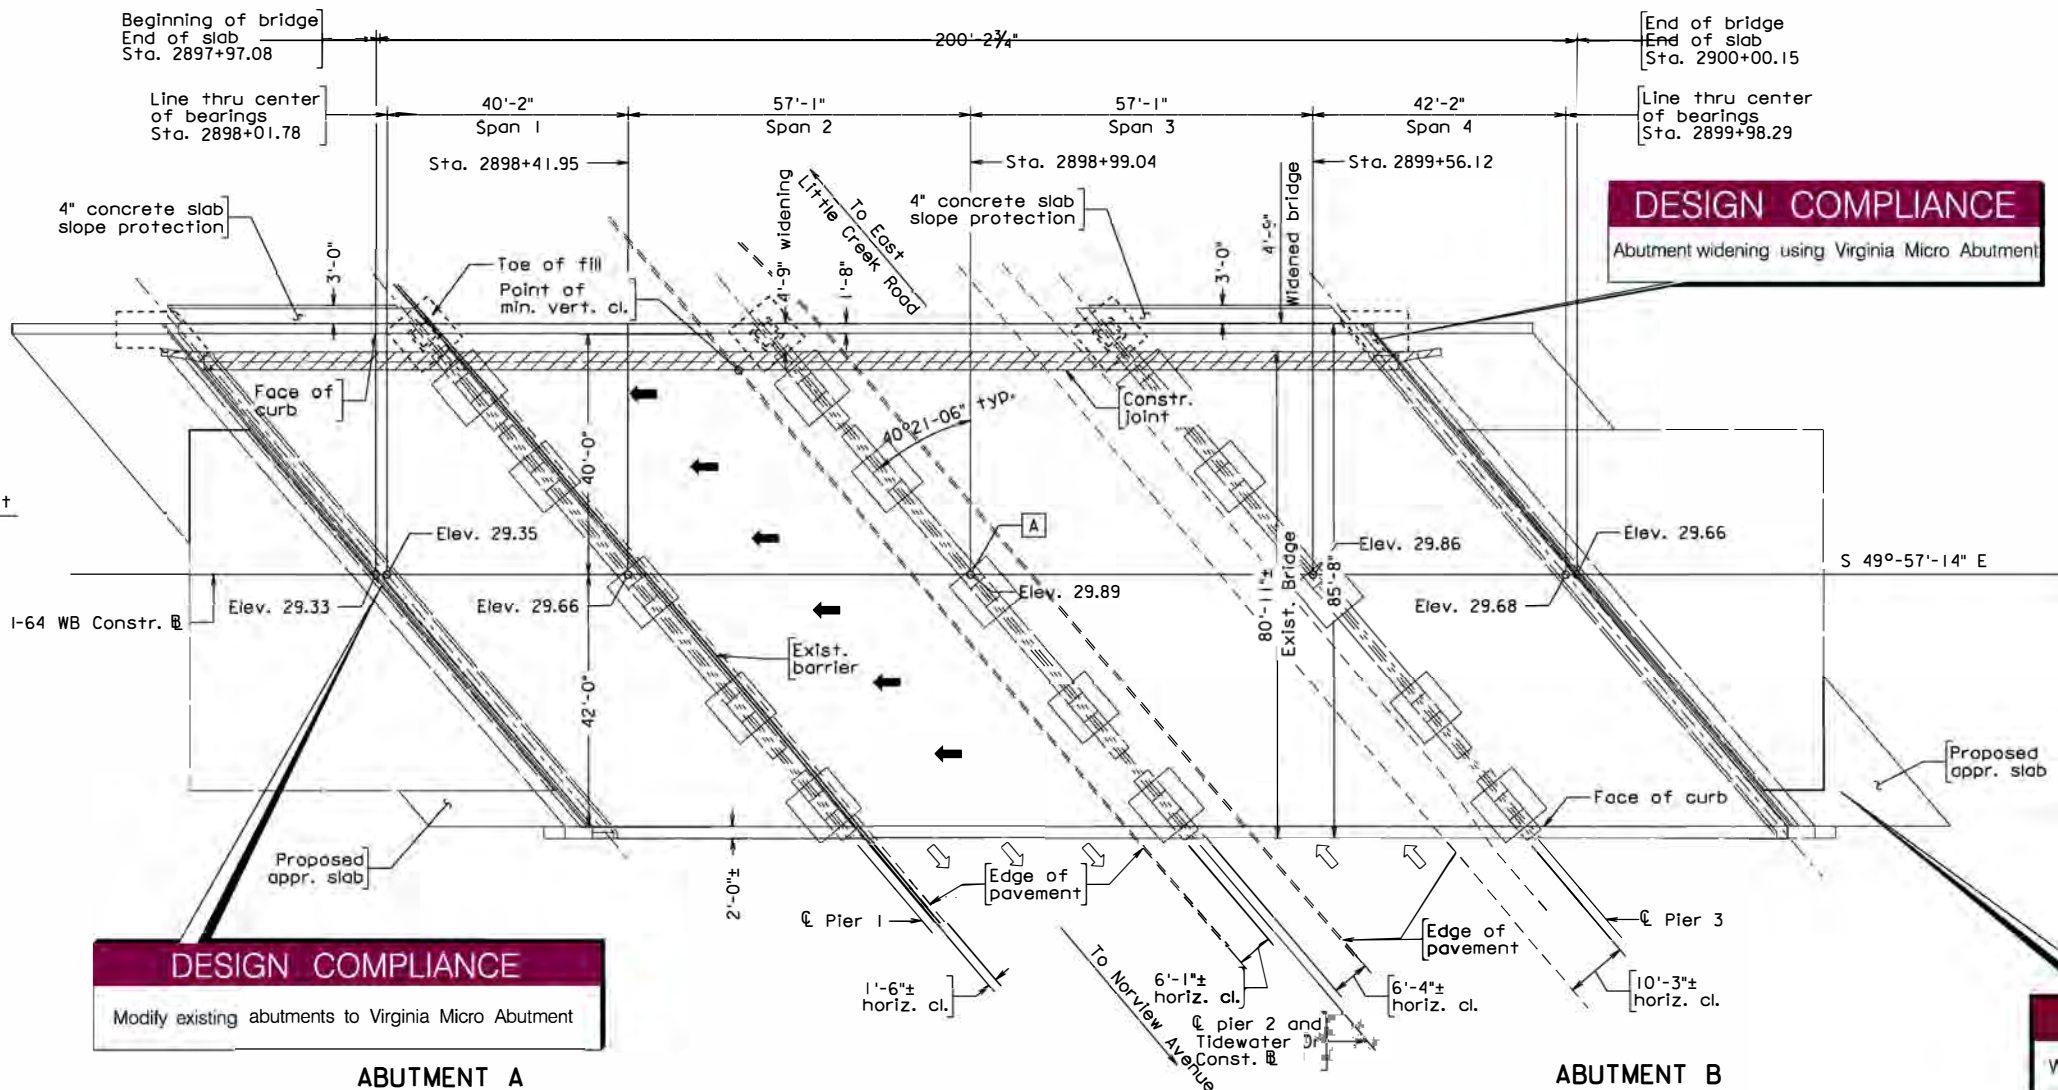 Beginning of bridge
End of slab
Sta. 2897+97.08
200'-2¾"
End of bridge
End of slab
Sta. 2900+00.15
Line thru center
of bearings
Sta. 2898+01.78
40'-2"
Span 1
57'-1"
Span 2
57'-1"
Span 3
42'-2"
Span 4
Line thru center
of bearings
Sta. 2899+98.29
Sta. 2898+41.95
Sta. 2898+99.04
Sta. 2899+56.12
4" concrete slab
slope protection
3'-0"
Toe of fill
Point of
min. vert. cl.
4'-9" widening
1'-8"
To East
Little Creek Road
4" concrete slab
slope protection
3'-0"
4'-9"
Widened bridge
DESIGN COMPLIANCE
Abutment widening using Virginia Micro Abutment
Face of
curb
40'-0"
40°21-06" typ.
Constr.
joint
Elev. 29.35
A
Elev. 29.86
Elev. 29.66
S 49°-57'-14" E
Elev. 29.33
Elev. 29.66
Elev. 29.89
Elev. 29.68
I-64 WB Constr. ℄
80'-11"±
Exist. Bridge
85'-8"
Exist.
barrier
42'-0"
Proposed
appr. slab
Face of curb
Proposed
appr. slab
2'-0"±
Edge of
pavement
℄ Pier 1
℄ Pier 3
Edge of
pavement
To Norview Avenue
1'-6"±
horiz. cl.
6'-1"±
horiz. cl.
6'-4"±
horiz. cl.
10'-3"±
horiz. cl.
℄ pier 2 and
Tidewater Dr
Const. ℄
DESIGN COMPLIANCE
Modify existing abutments to Virginia Micro Abutment
ABUTMENT A
ABUTMENT B